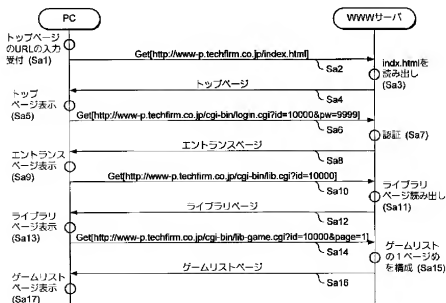 PC
WWWサーバ
トップページ
のURLの入力
受付 (Sa1)
Get[http://www-p.techfirm.co.jp/index.html]
Sa2
indx.htmlを
読み出し
(Sa3)
トップページ
Sa4
トップ
ページ表示
(Sa5)
Get[http://www-p.techfirm.co.jp/cgi-bin/login.cgi?id=10000&pw=9999]
Sa6
認証 (Sa7)
エントランスページ
Sa8
エントランス
ページ表示
(Sa9)
Get[http://www-p.techfirm.co.jp/cgi-bin/lib.cgi?id=10000]
Sa10
ライブラリ
ページ読み出し
(Sa11)
ライブラリページ
Sa12
ライブラリ
ページ表示
(Sa13)
Get[http://www-p.techfirm.co.jp/cgi-bin/lib-game.cgi?id=10000&page=1]
Sa14
ゲームリスト
の1ページめ
を構成 (Sa15)
ゲームリストページ
Sa16
ゲームリスト
ページ表示
(Sa17)